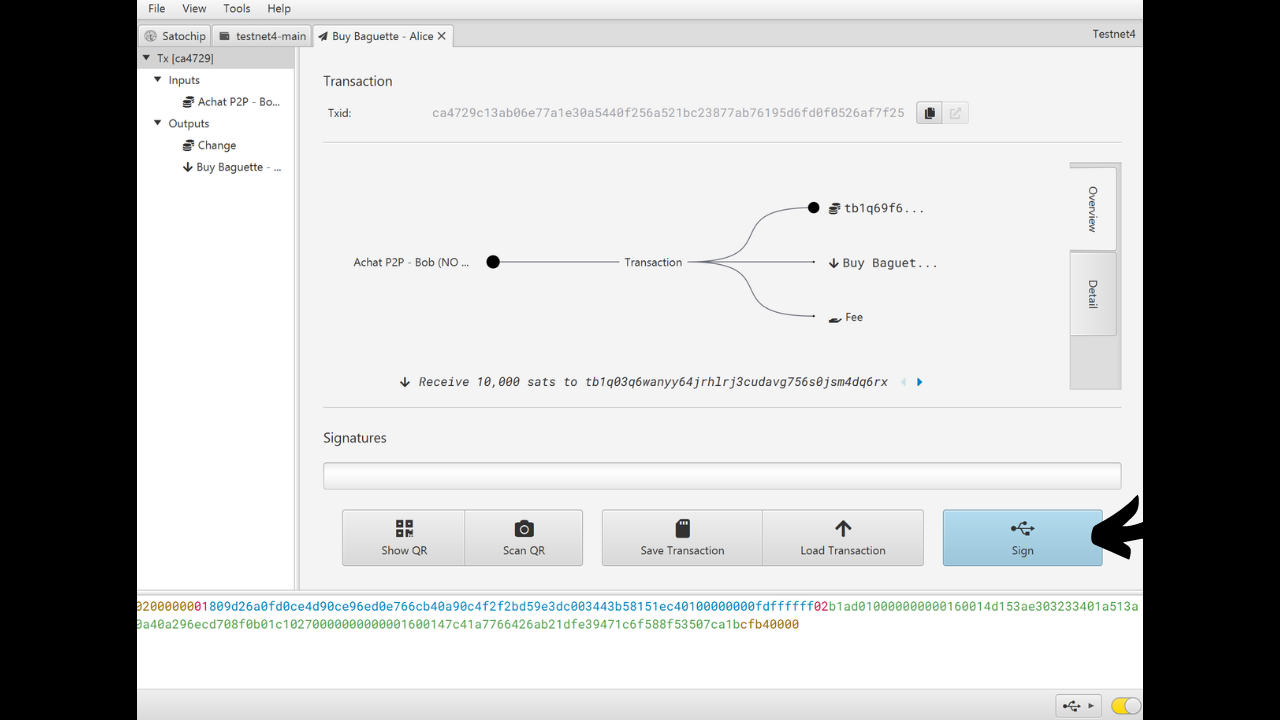 File View Tools Help
Satochip testnet4-main Buy Baguette - Alice Testnet4
Tx [ca4729]
Inputs
Achat P2P - Bo...
Outputs
Change
Buy Baguette - ...
Transaction
Txid: ca4729c13ab06e77a1e30a5440f256a521bc23877ab76195d6fd0f0526af7f25
Overview
Detail
tb1q69f6...
Achat P2P - Bob (NO ... Transaction Buy Baguet...
Fee
Receive 10,000 sats to tb1q03q6wanyy64jrhlrj3cudavg756s0jsm4dq6rx
Signatures
Show QR Scan QR Save Transaction Load Transaction Sign
0200000001809d26a0fd0ce4d90ce96ed0e766cb40a90c4f2f2bd59e3dc003443b58151ec40100000000fdffffff02b1ad010000000000160014d153ae303233401a513a
0a40a296ecd708f0b01c10270000000000001600147c41a7766426ab21dfe39471c6f588f53507ca1bcfb40000